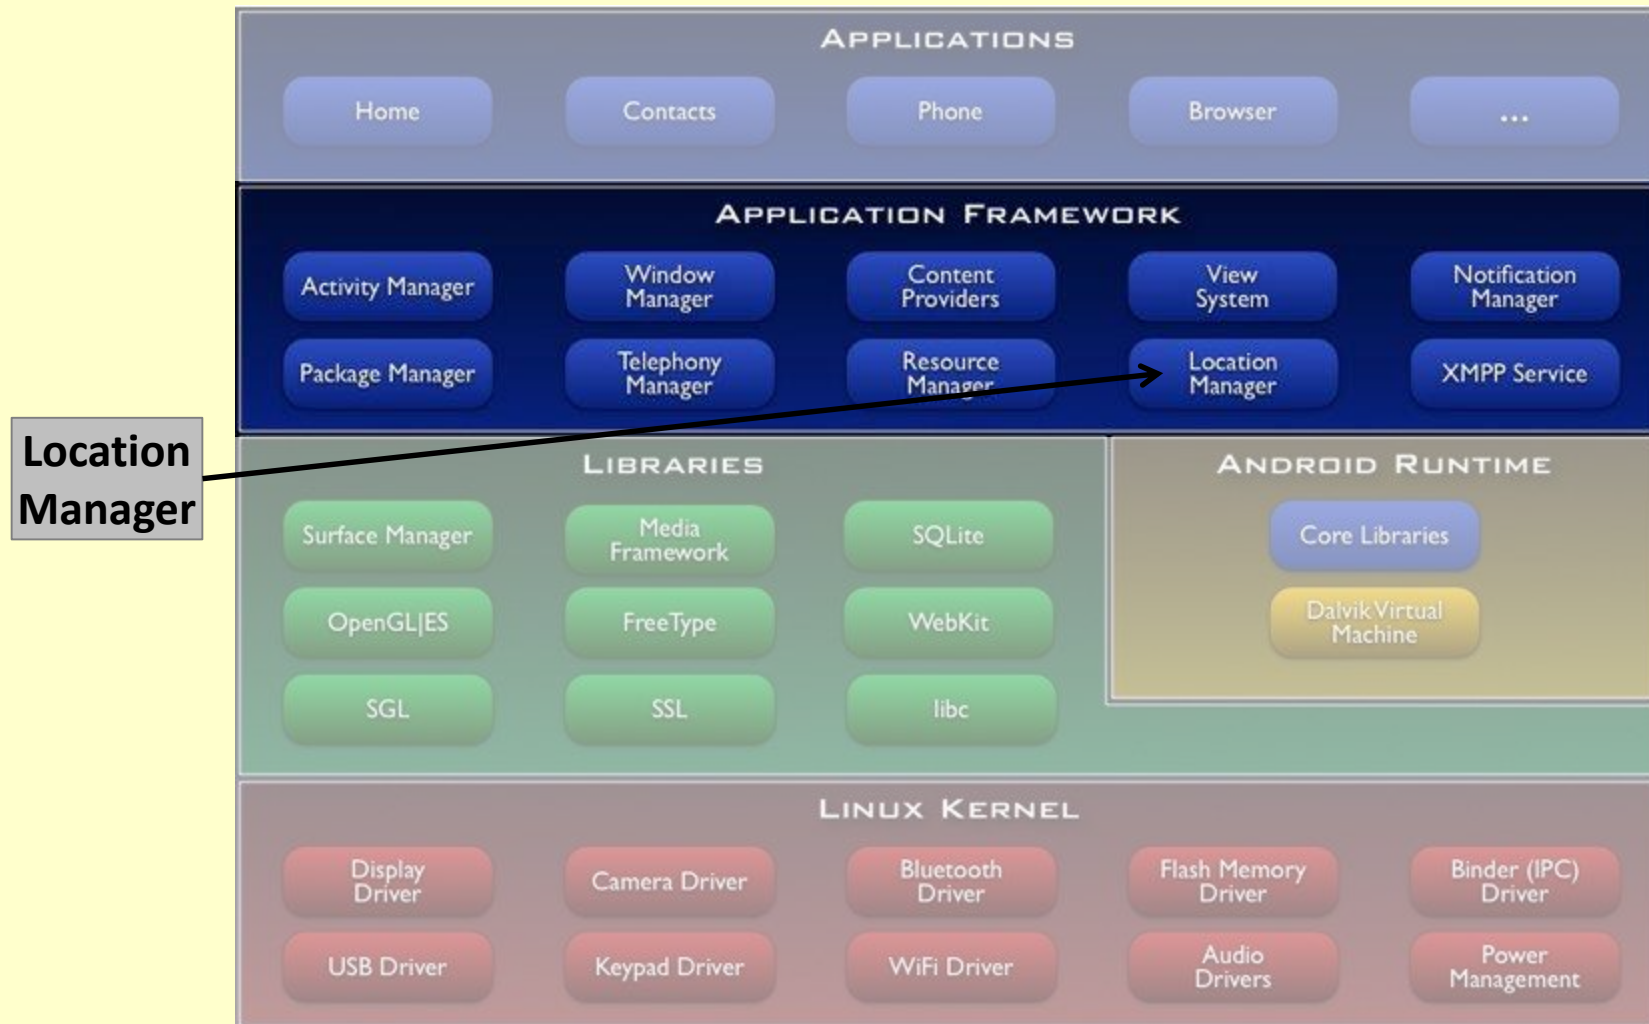 APPLICATIONS
Home
Contacts
Phone
Browser
...
APPLICATION FRAMEWORK
Activity Manager
Window
Manager
Content
Providers
View
System
Notification
Manager
Package Manager
Telephony
Manager
Resource
Manager
Location
Manager
XMPP Service
Location
Manager
LIBRARIES
Surface Manager
Media
Framework
SQLite
OpenGL|ES
FreeType
WebKit
SGL
SSL
libc
ANDROID RUNTIME
Core Libraries
Dalvik Virtual
Machine
LINUX KERNEL
Display
Driver
Camera Driver
Bluetooth
Driver
Flash Memory
Driver
Binder (IPC)
Driver
USB Driver
Keypad Driver
WiFi Driver
Audio
Drivers
Power
Management